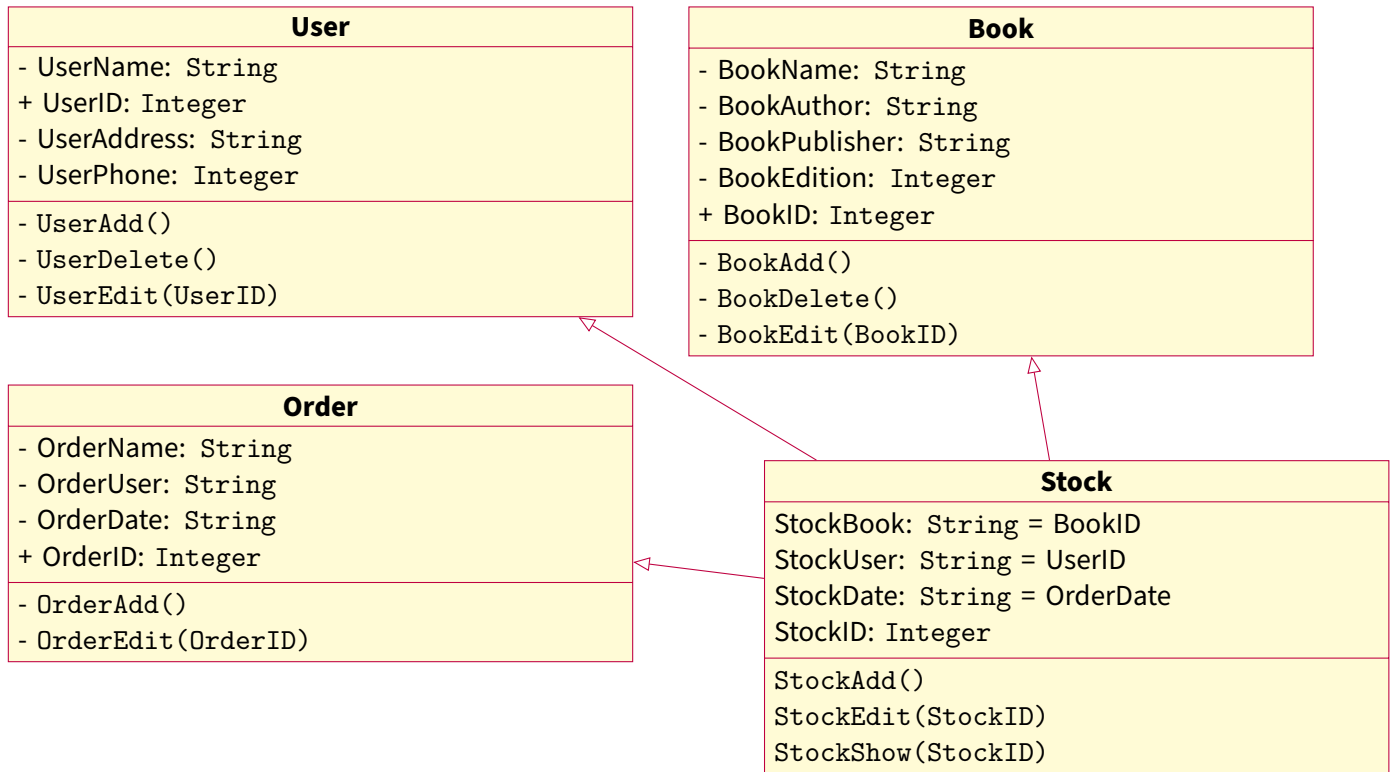 User
- UserName: String
+ UserID: Integer
- UserAddress: String
- UserPhone: Integer
- UserAdd()
- UserDelete()
- UserEdit(UserID)
Book
- BookName: String
- BookAuthor: String
- BookPublisher: String
- BookEdition: Integer
+ BookID: Integer
- BookAdd()
- BookDelete()
- BookEdit(BookID)
Order
- OrderName: String
- OrderUser: String
- OrderDate: String
+ OrderID: Integer
- OrderAdd()
- OrderEdit(OrderID)
Stock
StockBook: String = BookID
StockUser: String = UserID
StockDate: String = OrderDate
StockID: Integer
StockAdd()
StockEdit(StockID)
StockShow(StockID)